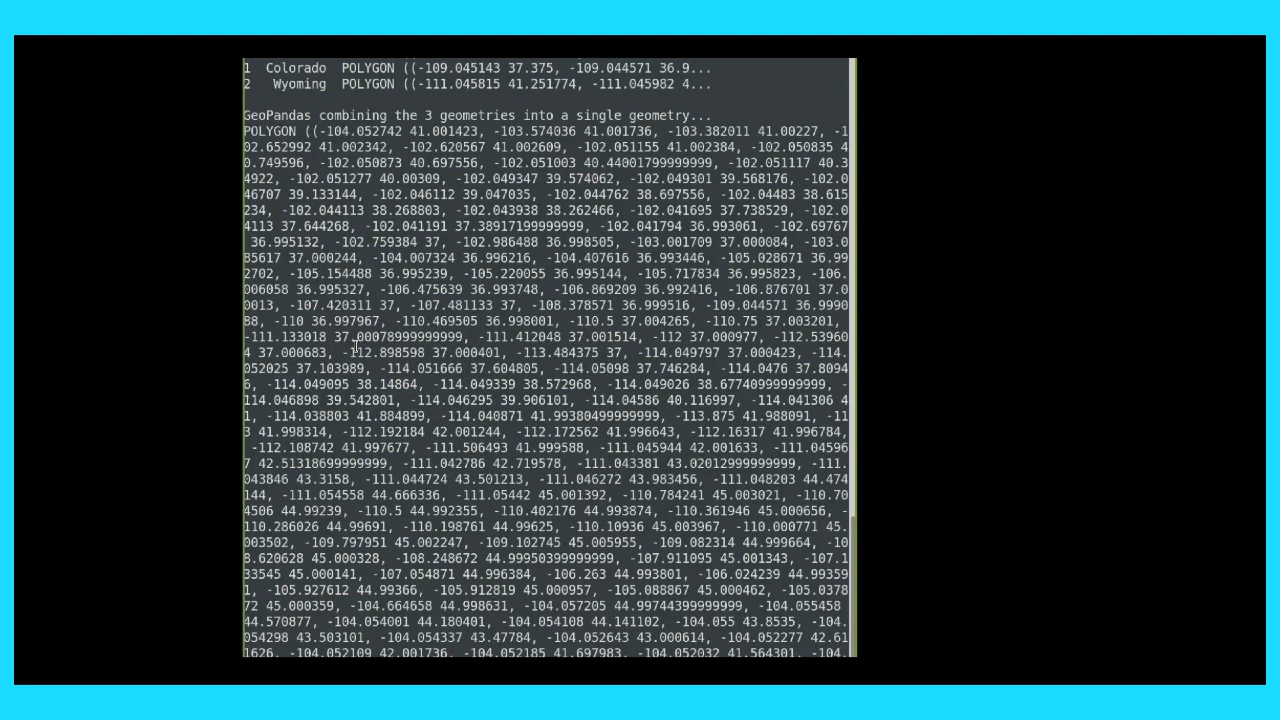 1  Colorado  POLYGON ((-109.045143 37.375, -109.044571 36.9...
2   Wyoming  POLYGON ((-111.045815 41.251774, -111.045982 4...
GeoPandas combining the 3 geometries into a single geometry...
POLYGON ((-104.052742 41.001423, -103.574036 41.001736, -103.382011 41.00227, -1
02.652992 41.002342, -102.620567 41.002609, -102.051155 41.002384, -102.050835 4
0.749596, -102.050873 40.697556, -102.051003 40.44001799999999, -102.051117 40.3
4922, -102.051277 40.00309, -102.049347 39.574062, -102.049301 39.568176, -102.0
46707 39.133144, -102.046112 39.047035, -102.044762 38.697556, -102.04483 38.615
234, -102.044113 38.268803, -102.043938 38.262466, -102.041695 37.738529, -102.0
4113 37.644268, -102.041191 37.38917199999999, -102.041794 36.993061, -102.69767
 36.995132, -102.759384 37, -102.986488 36.998505, -103.001709 37.000084, -103.0
85617 37.000244, -104.007324 36.996216, -104.407616 36.993446, -105.028671 36.99
2702, -105.154488 36.995239, -105.220055 36.995144, -105.717834 36.995823, -106.
006058 36.995327, -106.475639 36.993748, -106.869209 36.992416, -106.876701 37.0
0013, -107.420311 37, -107.481133 37, -108.378571 36.999516, -109.044571 36.9990
88, -110 36.997967, -110.469505 36.998001, -110.5 37.004265, -110.75 37.003201,
-111.133018 37.00078999999999, -111.412048 37.001514, -112 37.000977, -112.53960
4 37.000683, -112.898598 37.000401, -113.484375 37, -114.049797 37.000423, -114.
052025 37.103989, -114.051666 37.604805, -114.05098 37.746284, -114.0476 37.8094
6, -114.049095 38.14864, -114.049339 38.572968, -114.049026 38.67740999999999, -
114.046898 39.542801, -114.046295 39.906101, -114.04586 40.116997, -114.041306 4
1, -114.038803 41.884899, -114.040871 41.99380499999999, -113.875 41.988091, -11
3 41.998314, -112.192184 42.001244, -112.172562 41.996643, -112.16317 41.996784,
 -112.108742 41.997677, -111.506493 41.999588, -111.045944 42.001633, -111.04596
7 42.51318699999999, -111.042786 42.719578, -111.043381 43.02012999999999, -111.
043846 43.3158, -111.044724 43.501213, -111.046272 43.983456, -111.048203 44.474
144, -111.054558 44.666336, -111.05442 45.001392, -110.784241 45.003021, -110.70
4506 44.99239, -110.5 44.992355, -110.402176 44.993874, -110.361946 45.000656, -
110.286026 44.99691, -110.198761 44.99625, -110.10936 45.003967, -110.000771 45.
003502, -109.797951 45.002247, -109.102745 45.005955, -109.082314 44.999664, -10
8.620628 45.000328, -108.248672 44.99950399999999, -107.911095 45.001343, -107.1
33545 45.000141, -107.054871 44.996384, -106.263 44.993801, -106.024239 44.99359
1, -105.927612 44.99366, -105.912819 45.000957, -105.088867 45.000462, -105.0378
72 45.000359, -104.664658 44.998631, -104.057205 44.99744399999999, -104.055458
44.570877, -104.054001 44.180401, -104.054108 44.141102, -104.055 43.8535, -104.
054298 43.503101, -104.054337 43.47784, -104.052643 43.000614, -104.052277 42.61
1626, -104.052109 42.001736, -104.052185 41.697983, -104.052032 41.564301, -104.